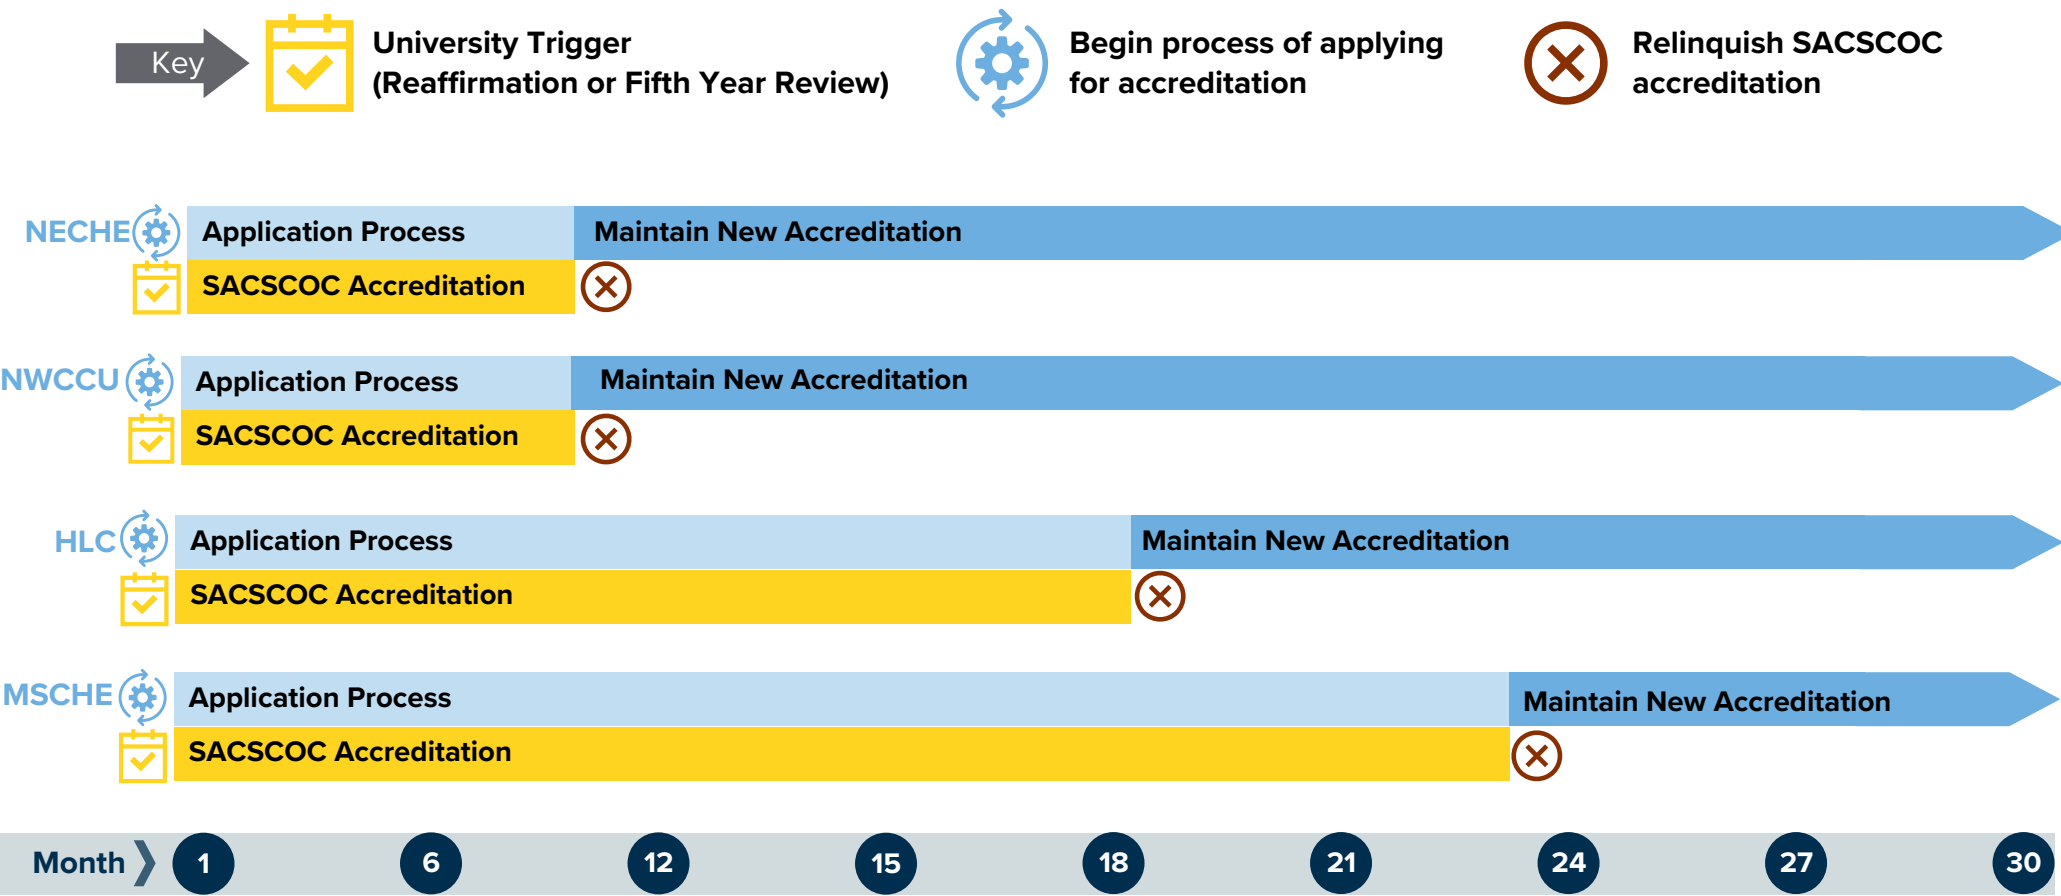 Key
University Trigger
(Reaffirmation or Fifth Year Review)
Begin process of applying
for accreditation
Relinquish SACSCOC
accreditation
NECHE
Application Process
Maintain New Accreditation
SACSCOC Accreditation
NWCCU
Application Process
Maintain New Accreditation
SACSCOC Accreditation
HLC
Application Process
Maintain New Accreditation
SACSCOC Accreditation
MSCHE
Application Process
Maintain New Accreditation
SACSCOC Accreditation
Month 1 6 12 15 18 21 24 27 30